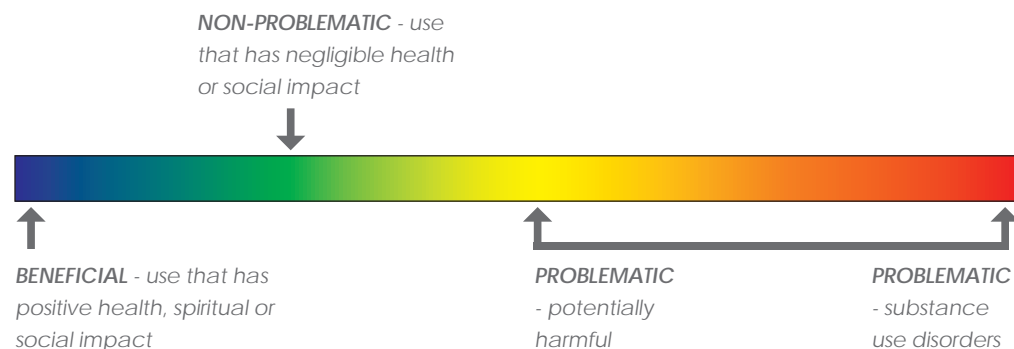 NON-PROBLEMATIC - use
that has negligible health
or social impact
BENEFICIAL - use that has
positive health, spiritual or
social impact
PROBLEMATIC
- potentially
harmful
PROBLEMATIC
- substance
use disorders